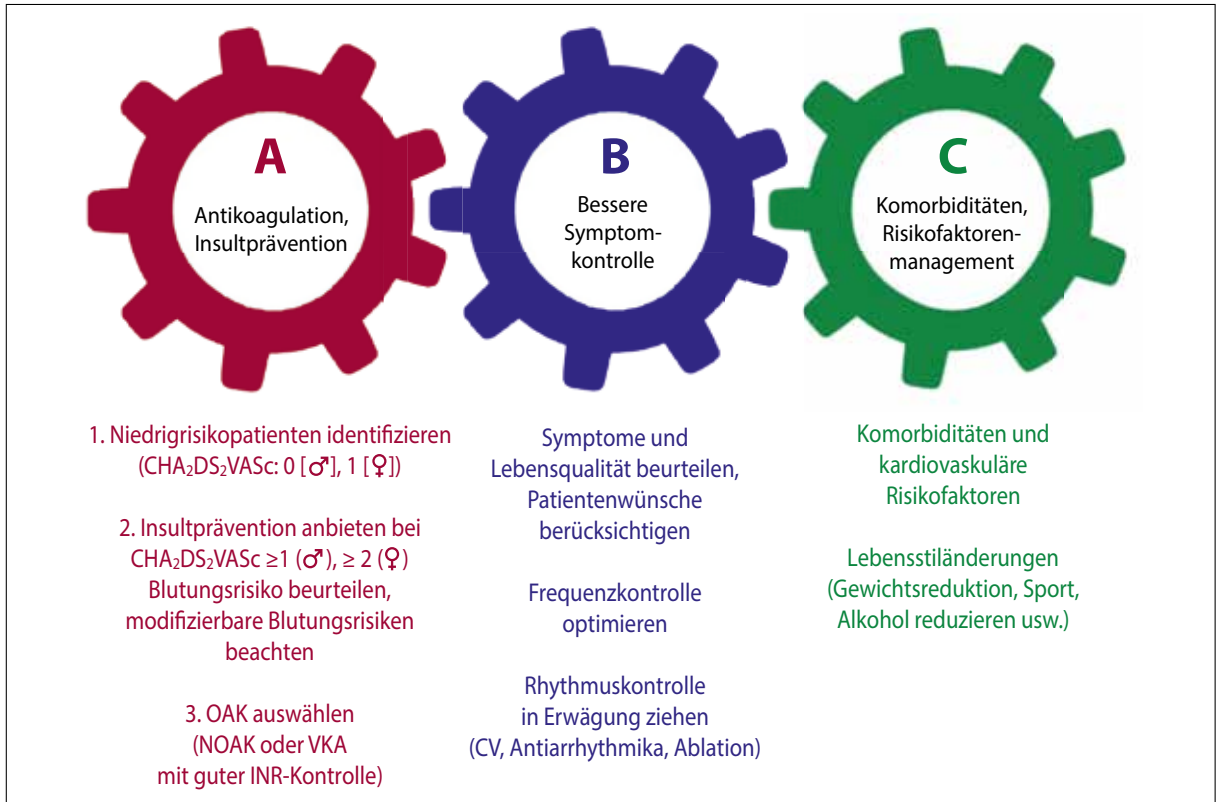 A
Antikoagulation,
Insultprävention
1. Niedrigrisikopatienten identifizieren
(CHA₂DS₂VASc: 0 [♂], 1 [♀])
2. Insultprävention anbieten bei
CHA₂DS₂VASc ≥1 (♂), ≥ 2 (♀)
Blutungsrisiko beurteilen,
modifizierbare Blutungsrisiken
beachten
3. OAK auswählen
(NOAK oder VKA
mit guter INR-Kontrolle)
B
Bessere
Symptom-
kontrolle
Symptome und
Lebensqualität beurteilen,
Patientenwünsche
berücksichtigen
Frequenzkontrolle
optimieren
Rhythmuskontrolle
in Erwägung ziehen
(CV, Antiarrhythmika, Ablation)
C
Komorbiditäten,
Risikofaktoren-
management
Komorbiditäten und
kardiovaskuläre
Risikofaktoren
Lebensstiländerungen
(Gewichtsreduktion, Sport,
Alkohol reduzieren usw.)